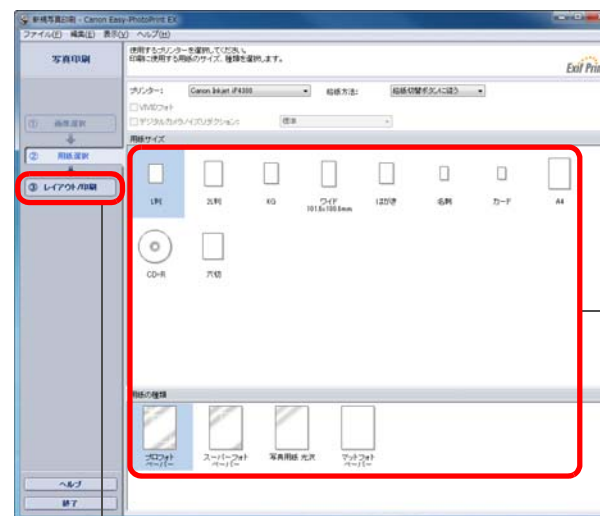 新規写真印刷 - Canon Easy-PhotoPrint EX
ファイル(F) 編集(E) 表示(V) ヘルプ(H)
写真印刷
使用するプリンターを選択してください。
印刷に使用する用紙のサイズ、種類を選択します。
Exif Prin
プリンター:
Canon Inkjet iP4300
給紙方法:
給紙切替ボタンに従う
VIVIDフォト
デジタルカメラノイズリダクション:
標準
① 画像選択
② 用紙選択
③ レイアウト/印刷
用紙サイズ
L判
2L判
KG
ワイド
101.6x180.6mm
はがき
名刺
カード
A4
CD-R
六切
用紙の種類
プロフォト
ペーパー
スーパーフォト
ペーパー
写真用紙 光沢
マットフォト
ペーパー
ヘルプ
終了